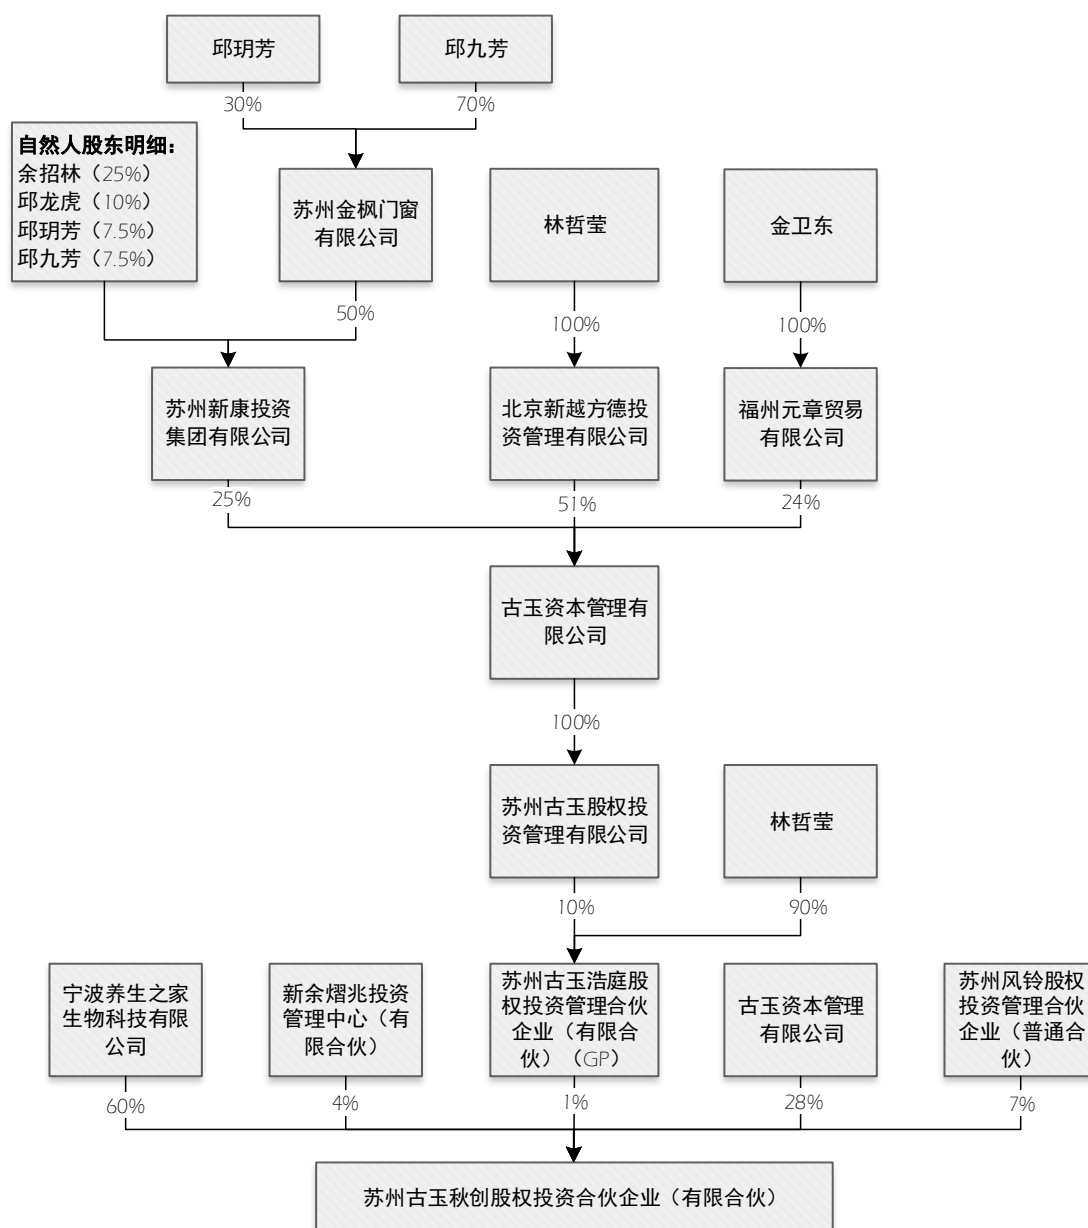 邱玥芳
邱九芳
30%
70%
自然人股东明细：
余招林（25%）
邱龙虎（10%）
邱玥芳（7.5%）
邱九芳（7.5%）
苏州金枫门窗
有限公司
林哲莹
金卫东
50%
100%
100%
苏州新康投资
集团有限公司
北京新越方德投
资管理有限公司
福州元章贸易
有限公司
25%
51%
24%
古玉资本管理有
限公司
100%
苏州古玉股权投
资管理有限公司
林哲莹
10%
90%
宁波养生之家
生物科技有限
公司
新余熠兆投资
管理中心（有
限合伙）
苏州古玉浩庭股
权投资管理合伙
企业（有限合
伙）（GP）
古玉资本管理
有限公司
苏州风铃股权
投资管理合伙
企业（普通合
伙）
60%
4%
1%
28%
7%
苏州古玉秋创股权投资合伙企业（有限合伙）